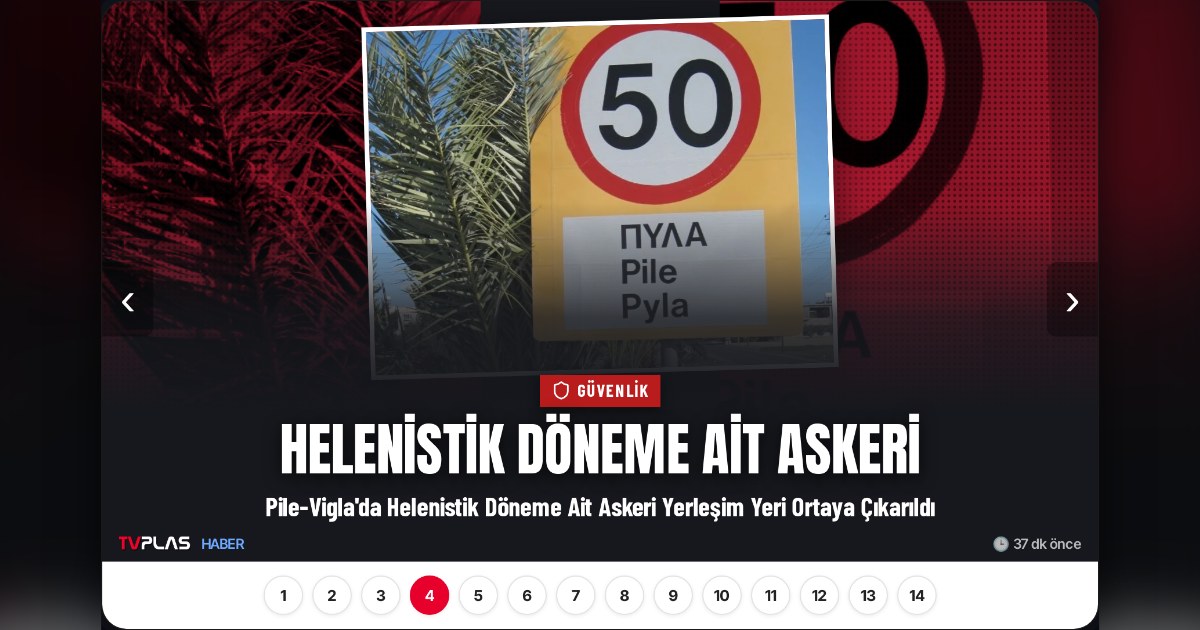 50
ΠΥΛΑ
Pile
Pyla
‹
›
GÜVENLİK
HELENİSTİK DÖNEME AİT ASKERİ
Pile-Vigla'da Helenistik Döneme Ait Askeri Yerleşim Yeri Ortaya Çıkarıldı
TVPLAS HABER
37 dk önce
1 2 3 4 5 6 7 8 9 10 11 12 13 14